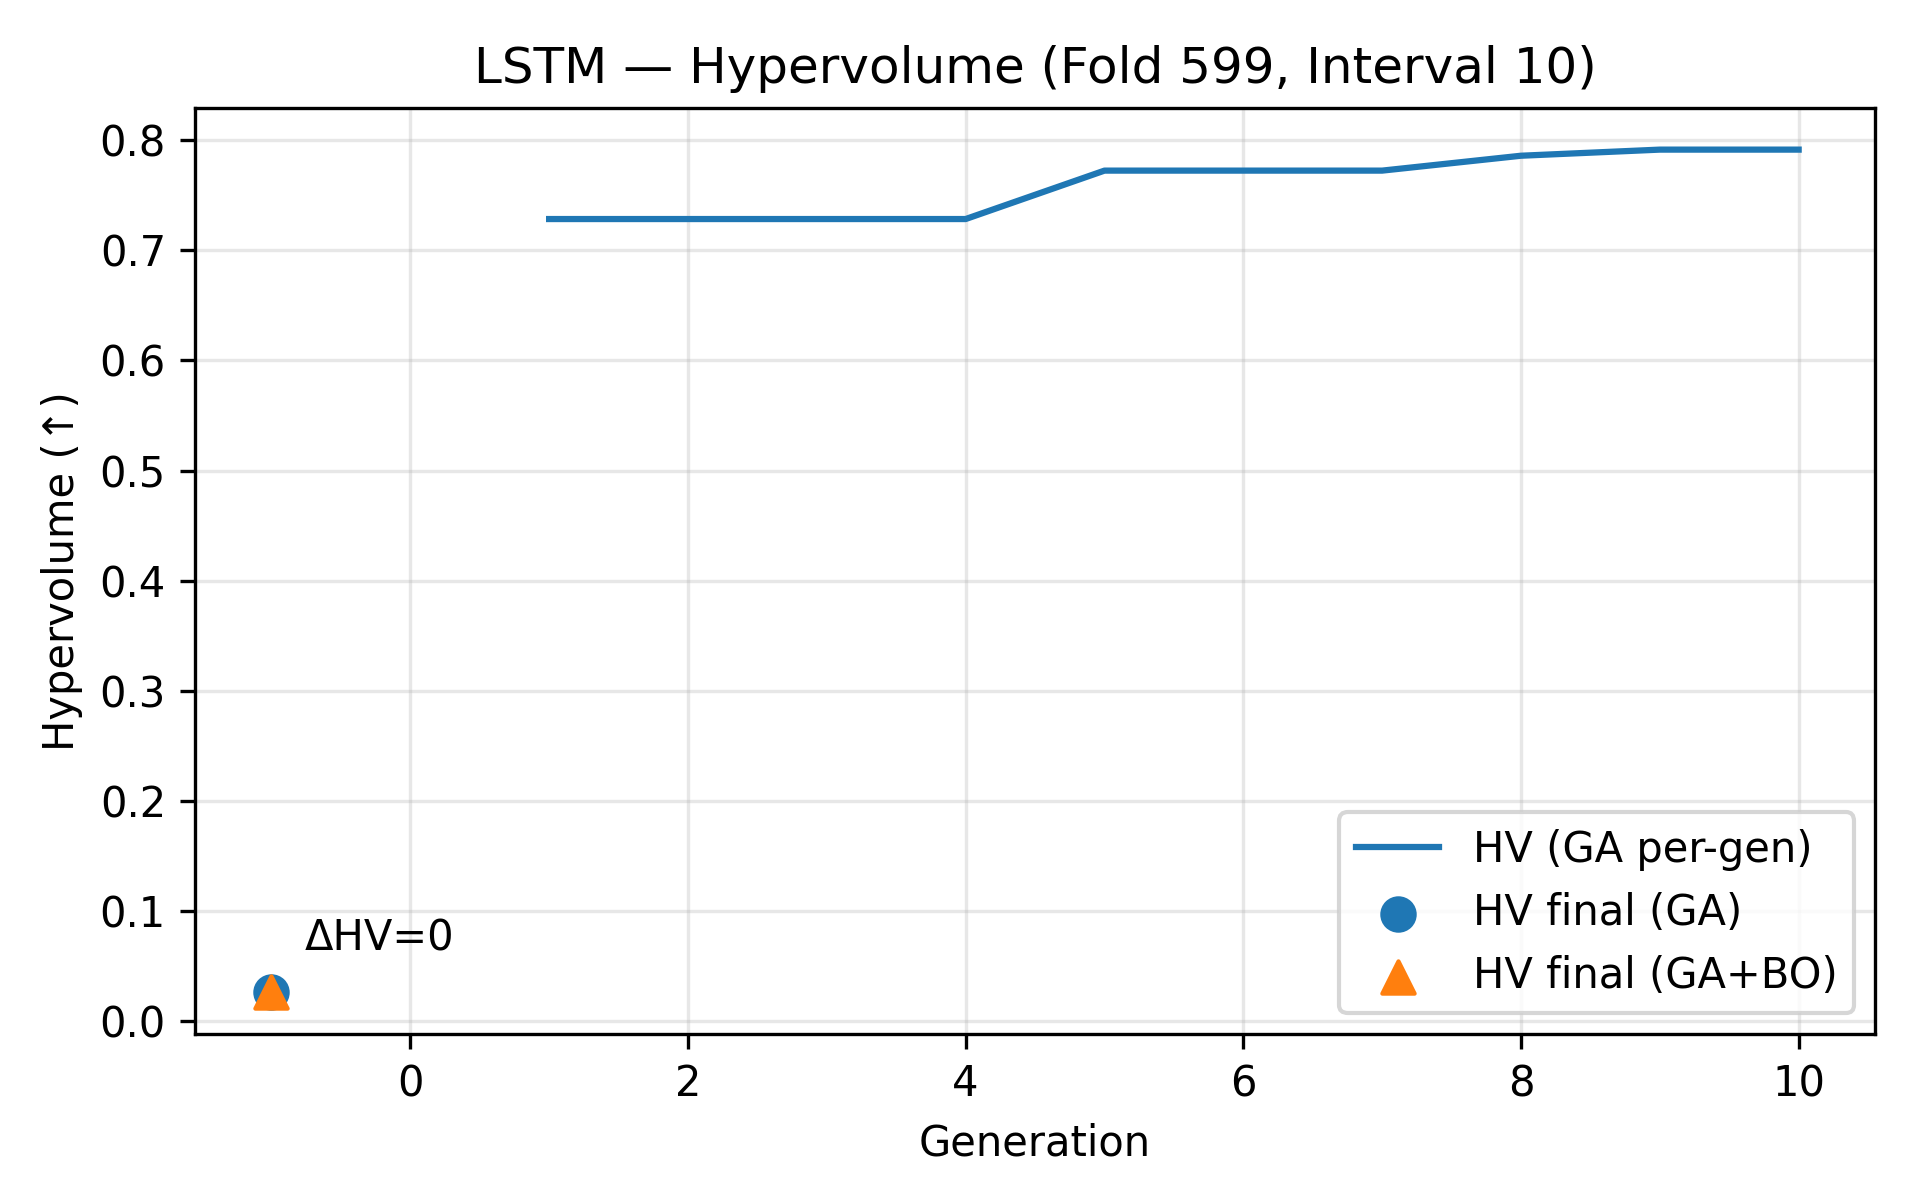 LSTM — Hypervolume (Fold 599, Interval 10)
Hypervolume (↑)
0.8
0.7
0.6
0.5
0.4
0.3
0.2
0.1
0.0
ΔHV=0
HV (GA per-gen)
HV final (GA)
HV final (GA+BO)
0 2 4 6 8 10
Generation